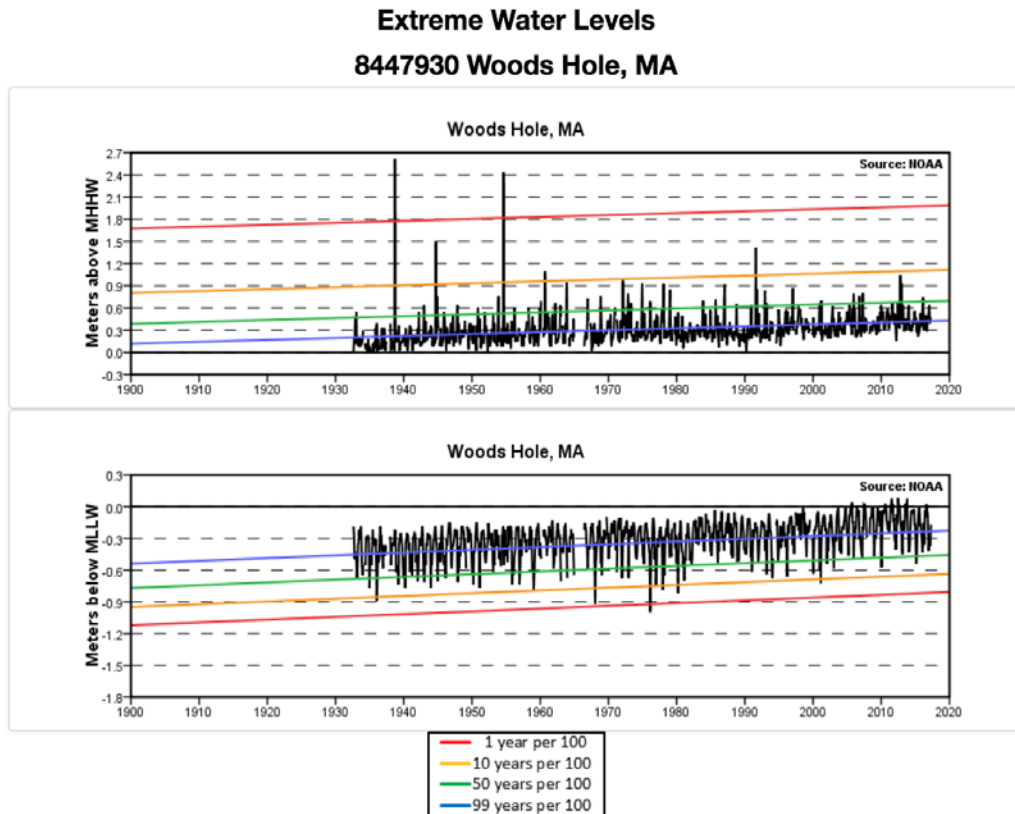 Extreme Water Levels
8447930 Woods Hole, MA
Woods Hole, MA
Source: NOAA
Meters above MHHW
2.7
2.4
2.1
1.8
1.5
1.2
0.9
0.6
0.3
0.0
-0.3
1900 1910 1920 1930 1940 1950 1960 1970 1980 1990 2000 2010 2020
Woods Hole, MA
Source: NOAA
Meters below MLLW
0.3
0.0
-0.3
-0.6
-0.9
-1.2
-1.5
-1.8
1900 1910 1920 1930 1940 1950 1960 1970 1980 1990 2000 2010 2020
1 year per 100
10 years per 100
50 years per 100
99 years per 100